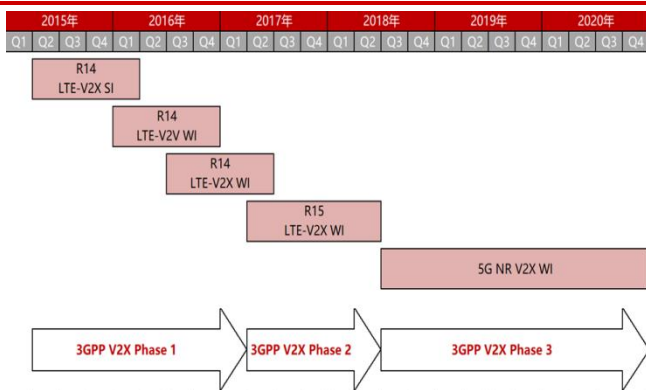 2015年 2016年 2017年 2018年 2019年 2020年
Q1 Q2 Q3 Q4 Q1 Q2 Q3 Q4 Q1 Q2 Q3 Q4 Q1 Q2 Q3 Q4 Q1 Q2 Q3 Q4 Q1 Q2 Q3 Q4
R14
LTE-V2X SI
R14
LTE-V2V WI
R14
LTE-V2X WI
R15
LTE-V2X WI
5G NR V2X WI
3GPP V2X Phase 1 3GPP V2X Phase 2 3GPP V2X Phase 3